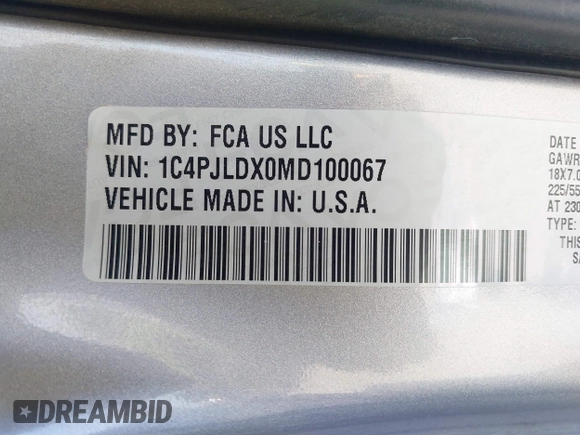 MFD BY: FCA US LLC
VIN: 1C4PJLDX0MD100067
VEHICLE MADE IN: U.S.A.
DATE
GAWR
18X7.0
225/55
AT 230
TYPE:
THIS
DREAMBID